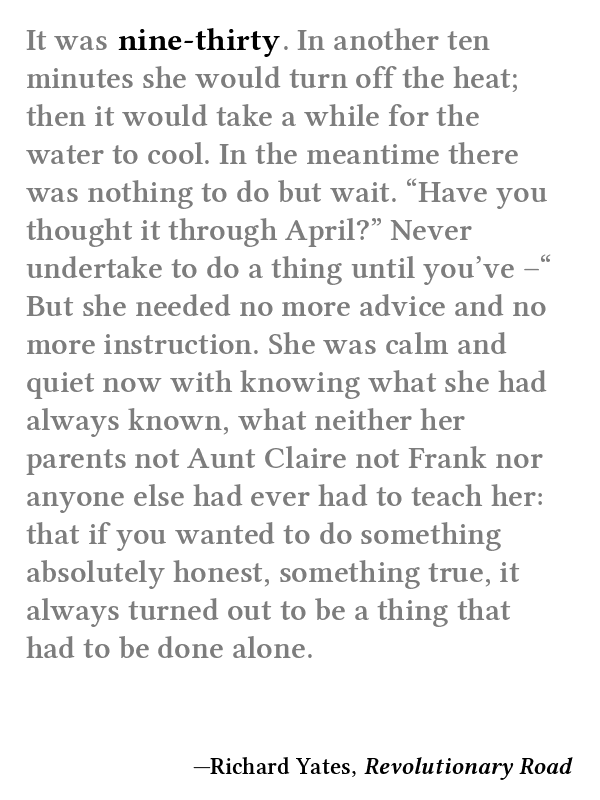 It was nine-thirty. In another ten
minutes she would turn off the heat;
then it would take a while for the
water to cool. In the meantime there
was nothing to do but wait. “Have you
thought it through April?” Never
undertake to do a thing until you’ve –“
But she needed no more advice and no
more instruction. She was calm and
quiet now with knowing what she had
always known, what neither her
parents not Aunt Claire not Frank nor
anyone else had ever had to teach her:
that if you wanted to do something
absolutely honest, something true, it
always turned out to be a thing that
had to be done alone.
—Richard Yates, Revolutionary Road